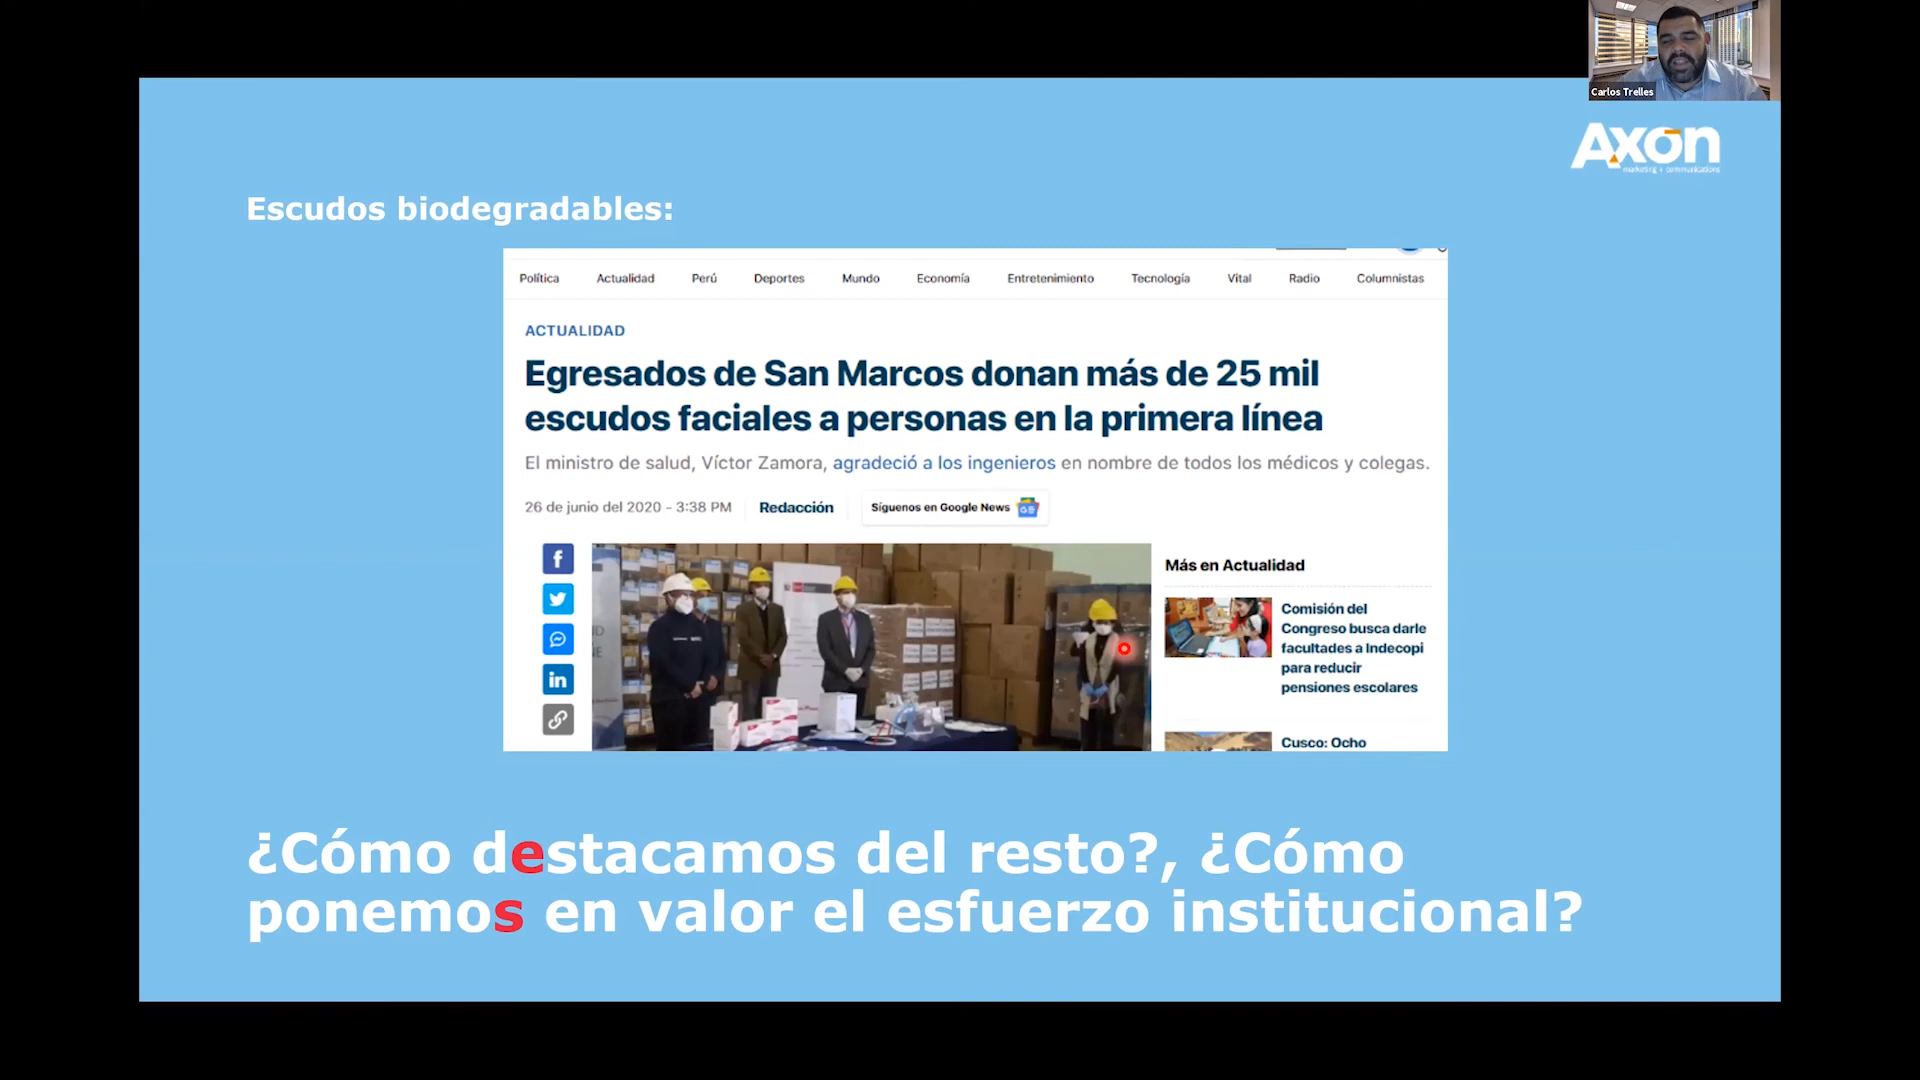 Carlos Trelles
Axōn
marketing + communications
Escudos biodegradables:
Política Actualidad Perú Deportes Mundo Economía Entretenimiento Tecnología Vital Radio Columnistas
ACTUALIDAD
Egresados de San Marcos donan más de 25 mil
escudos faciales a personas en la primera línea
El ministro de salud, Víctor Zamora, agradeció a los ingenieros en nombre de todos los médicos y colegas.
26 de junio del 2020 - 3:38 PM Redacción Síguenos en Google News
Más en Actualidad
Comisión del
Congreso busca darle
facultades a Indecopi
para reducir
pensiones escolares
Cusco: Ocho
¿Cómo destacamos del resto?, ¿Cómo
ponemos en valor el esfuerzo institucional?